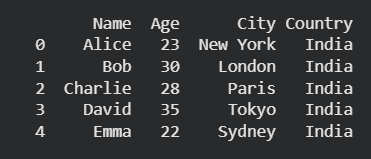 Name Age City Country
0 Alice 23 New York India
1 Bob 30 London India
2 Charlie 28 Paris India
3 David 35 Tokyo India
4 Emma 22 Sydney India